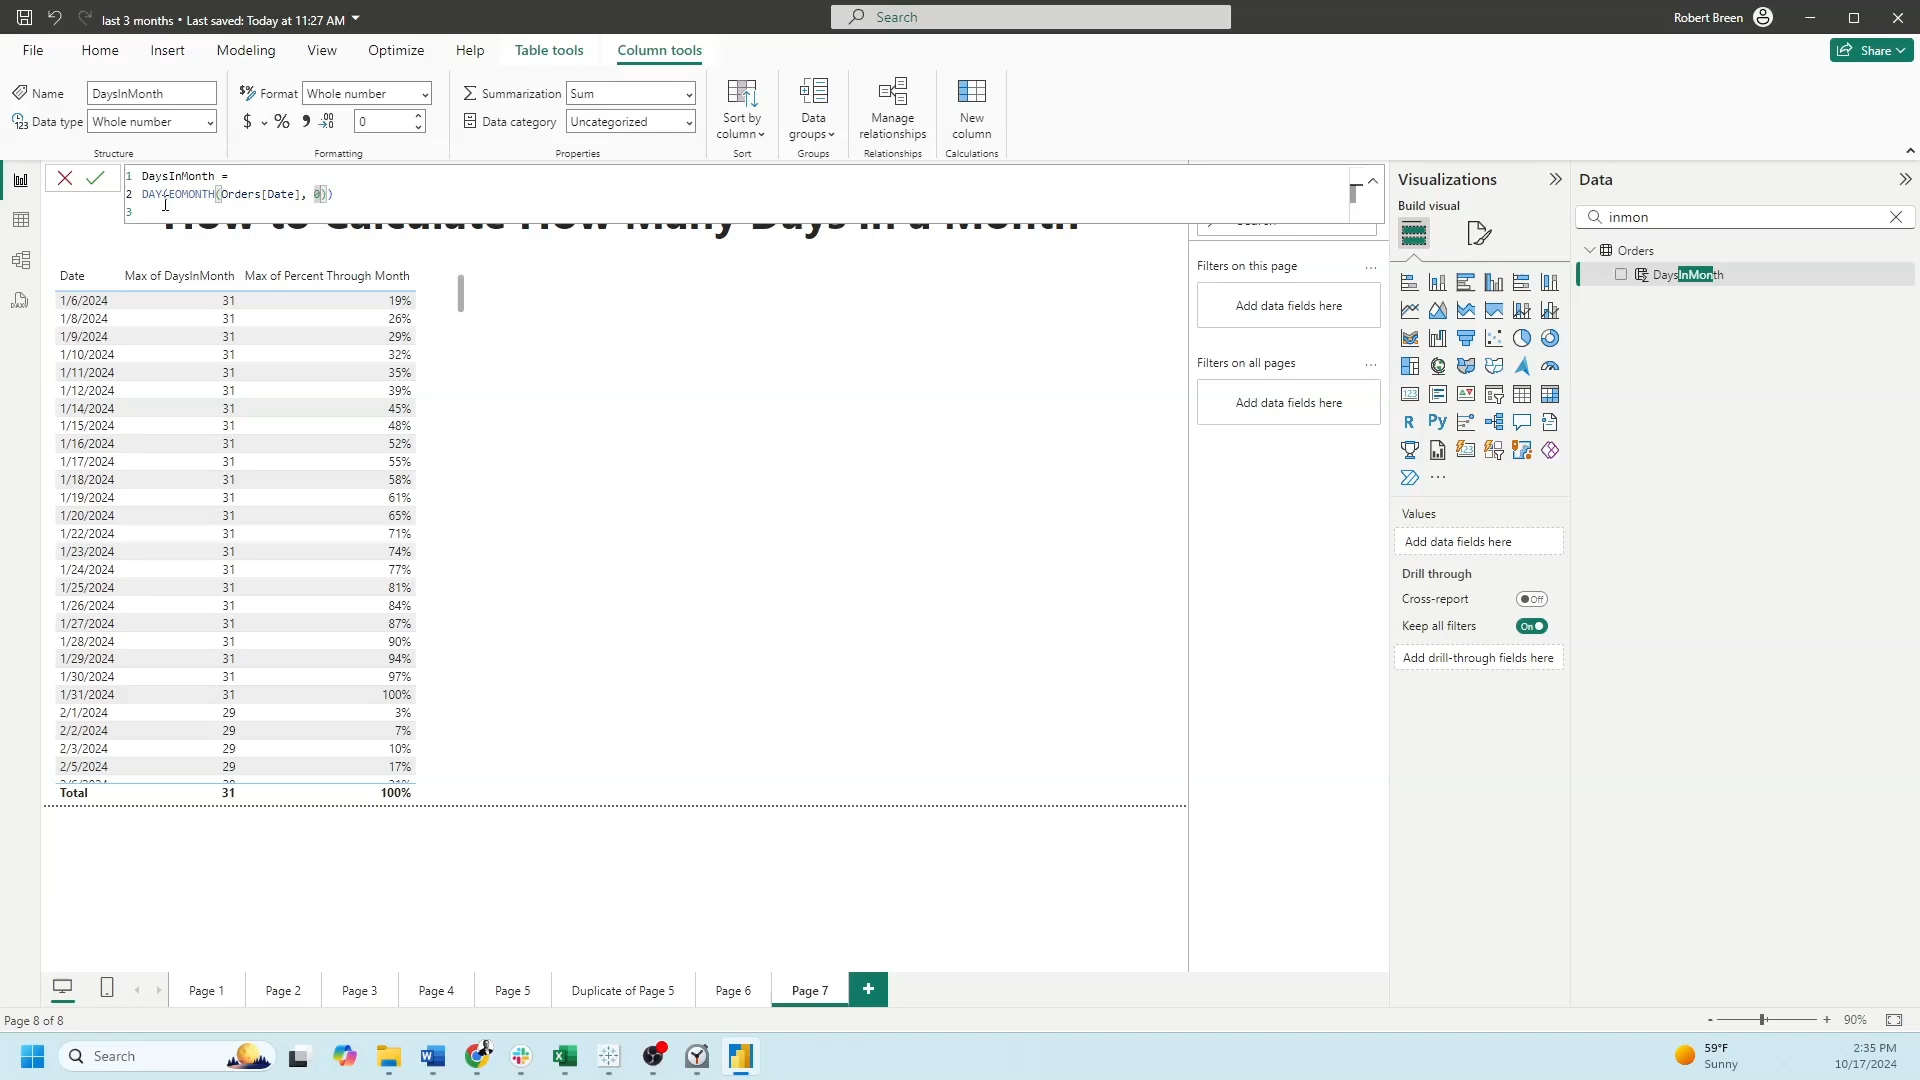 last 3 months • Last saved: Today at 11:27 AM
Search
Robert Breen
File
Home
Insert
Modeling
View
Optimize
Help
Table tools
Column tools
Share
Name
DaysInMonth
Data type
Whole number
Structure
Format
Whole number
$ % 9 .00
0
Formatting
Summarization
Sum
Data category
Uncategorized
Properties
Sort by column
Sort
Data groups
Groups
Manage relationships
Relationships
New column
Calculations
1 DaysInMonth =
2 DAY(EOMONTH(Orders[Date], 0))
3
How to Calculate How Many Days in a Month
Date Max of DaysInMonth Max of Percent Through Month
1/6/2024 31 19%
1/8/2024 31 26%
1/9/2024 31 29%
1/10/2024 31 32%
1/11/2024 31 35%
1/12/2024 31 39%
1/14/2024 31 45%
1/15/2024 31 48%
1/16/2024 31 52%
1/17/2024 31 55%
1/18/2024 31 58%
1/19/2024 31 61%
1/20/2024 31 65%
1/22/2024 31 71%
1/23/2024 31 74%
1/24/2024 31 77%
1/25/2024 31 81%
1/26/2024 31 84%
1/27/2024 31 87%
1/28/2024 31 90%
1/29/2024 31 94%
1/30/2024 31 97%
1/31/2024 31 100%
2/1/2024 29 3%
2/2/2024 29 7%
2/3/2024 29 10%
2/5/2024 29 17%
Total 31 100%
Filters on this page ...
Add data fields here
Filters on all pages ...
Add data fields here
Visualizations
Build visual
123
R Py
...
Values
Add data fields here
Drill through
Cross-report Off
Keep all filters On
Add drill-through fields here
Data
inmon
Orders
DaysInMonth
Page 1
Page 2
Page 3
Page 4
Page 5
Duplicate of Page 5
Page 6
Page 7
+
Page 8 of 8
- + 90%
Search
59°F
Sunny
2:35 PM
10/17/2024